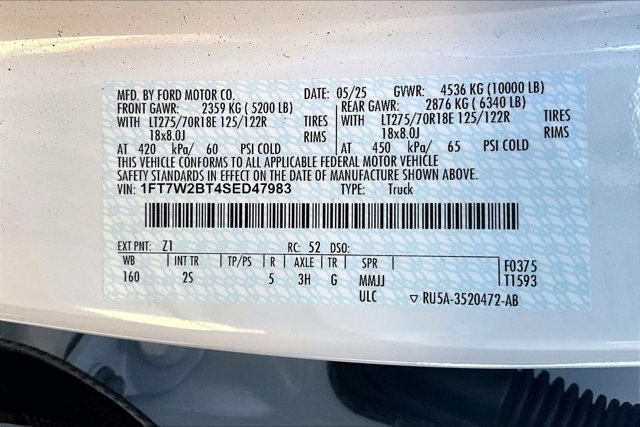 MFD. BY FORD MOTOR CO. DATE: 05/25 GVWR: 4536 KG (10000 LB)
FRONT GAWR: 2359 KG (5200 LB) REAR GAWR: 2876 KG (6340 LB)
WITH LT275/70R18E 125/122R TIRES WITH LT275/70R18E 125/122R TIRES
18x8.0J RIMS 18x8.0J RIMS
AT 420 kPa/ 60 PSI COLD AT 450 kPa/ 65 PSI COLD
THIS VEHICLE CONFORMS TO ALL APPLICABLE FEDERAL MOTOR VEHICLE
SAFETY STANDARDS IN EFFECT ON THE DATE OF MANUFACTURE SHOWN ABOVE.
VIN: 1FT7W2BT4SED47983 TYPE: Truck
EXT PNT: Z1 RC: 52 DSO:
WB INT TR TP/PS R AXLE TR SPR F0375
160 2S 5 3H G MMJJ T1593
ULC ▽ RU5A-3520472-AB